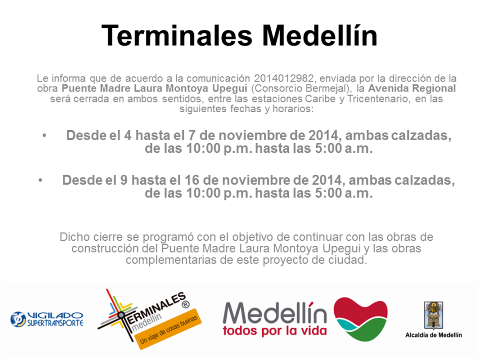 Terminales Medellín
Le informa que de acuerdo a la comunicación 2014012982, enviada por la dirección de la
obra Puente Madre Laura Montoya Upegui (Consorcio Bermejal), la Avenida Regional
será cerrada en ambos sentidos, entre las estaciones Caribe y Tricentenario, en las
siguientes fechas y horarios:
• Desde el 4 hasta el 7 de noviembre de 2014, ambas calzadas,
de las 10:00 p.m. hasta las 5:00 a.m.
• Desde el 9 hasta el 16 de noviembre de 2014, ambas calzadas,
de las 10:00 p.m. hasta las 5:00 a.m.
Dicho cierre se programó con el objetivo de continuar con las obras de
construcción del Puente Madre Laura Montoya Upegui y las obras
complementarias de este proyecto de ciudad.
VIGILADO
SUPERTRANSPORTE
TERMINALES ®
medellín
Un viaje de cosas buenas
Medellín
todos por la vida
Alcaldía de Medellín